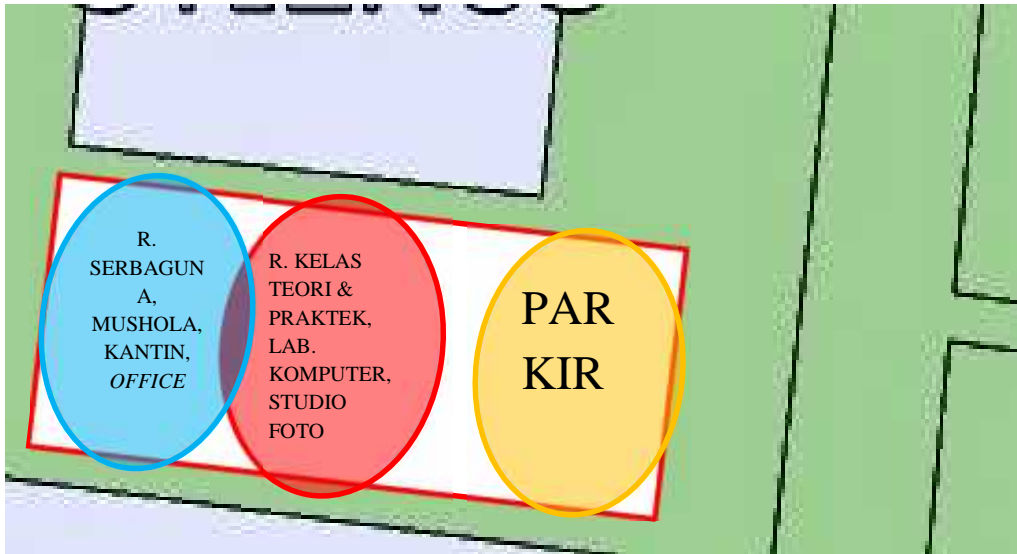 R.
SERBAGUN
A,
MUSHOLA,
KANTIN,
OFFICE
R. KELAS
TEORI &
PRAKTEK,
LAB.
KOMPUTER,
STUDIO
FOTO
PAR
KIR